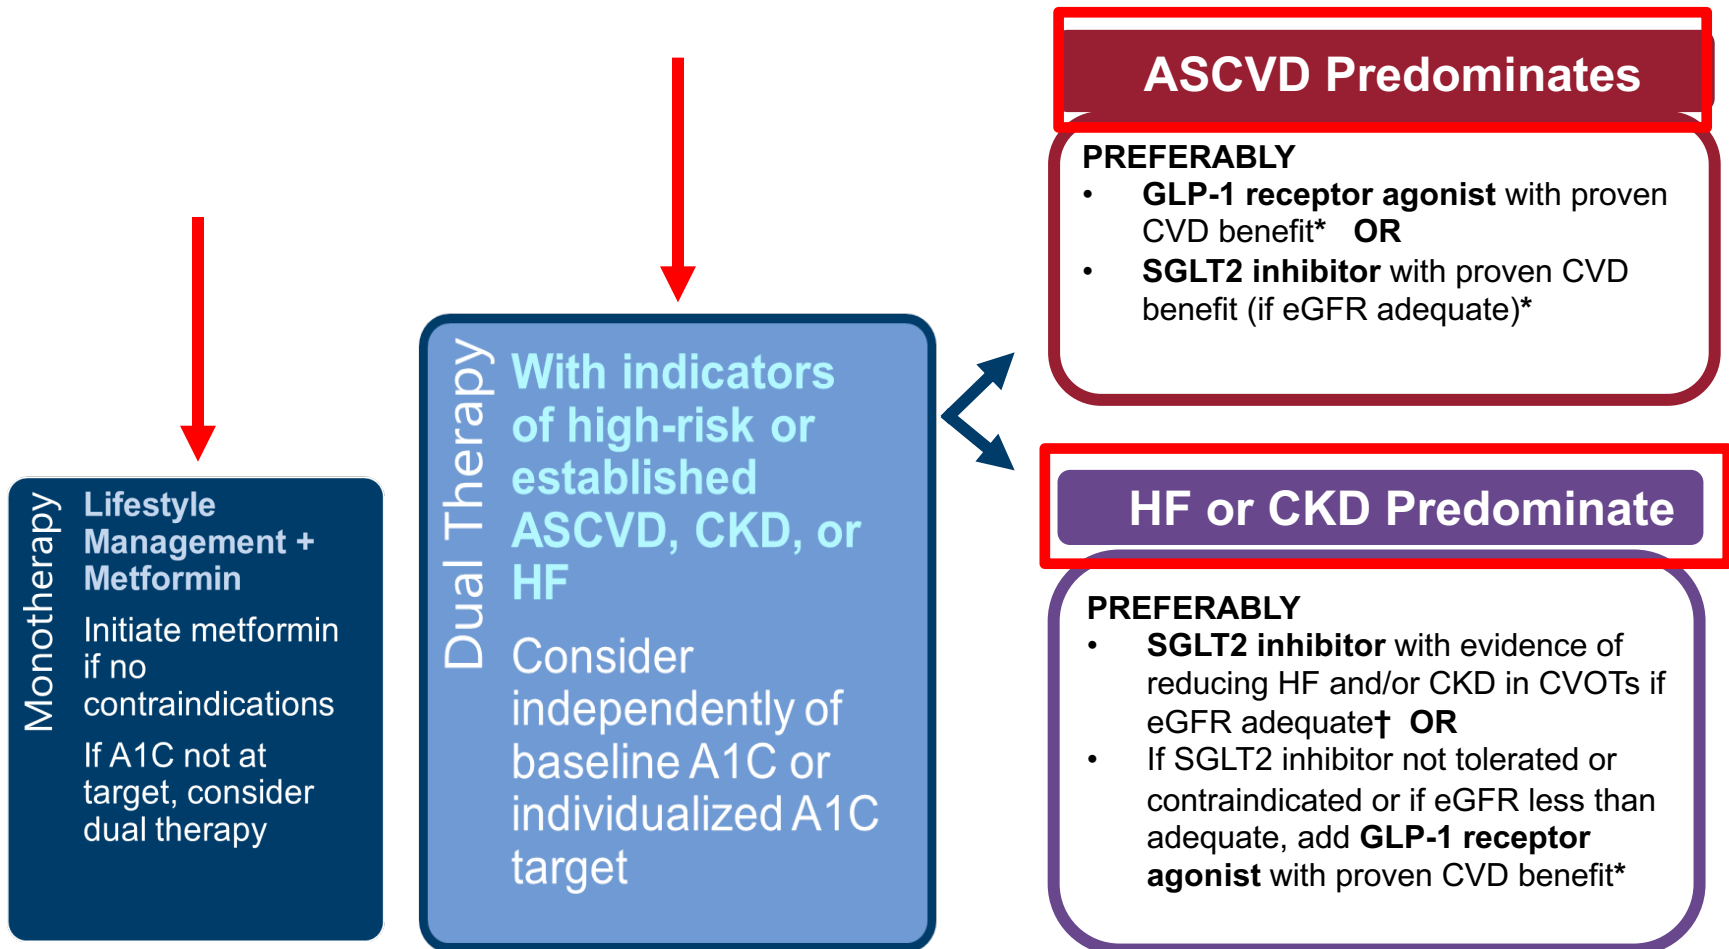 Monotherapy
Lifestyle
Management +
Metformin
Initiate metformin
if no
contraindications
If A1C not at
target, consider
dual therapy
Dual Therapy
With indicators
of high-risk or
established
ASCVD, CKD, or
HF
Consider
independently of
baseline A1C or
individualized A1C
target
ASCVD Predominates
PREFERABLY
• GLP-1 receptor agonist with proven
CVD benefit* OR
• SGLT2 inhibitor with proven CVD
benefit (if eGFR adequate)*
HF or CKD Predominate
PREFERABLY
• SGLT2 inhibitor with evidence of
reducing HF and/or CKD in CVOTs if
eGFR adequate† OR
• If SGLT2 inhibitor not tolerated or
contraindicated or if eGFR less than
adequate, add GLP-1 receptor
agonist with proven CVD benefit*